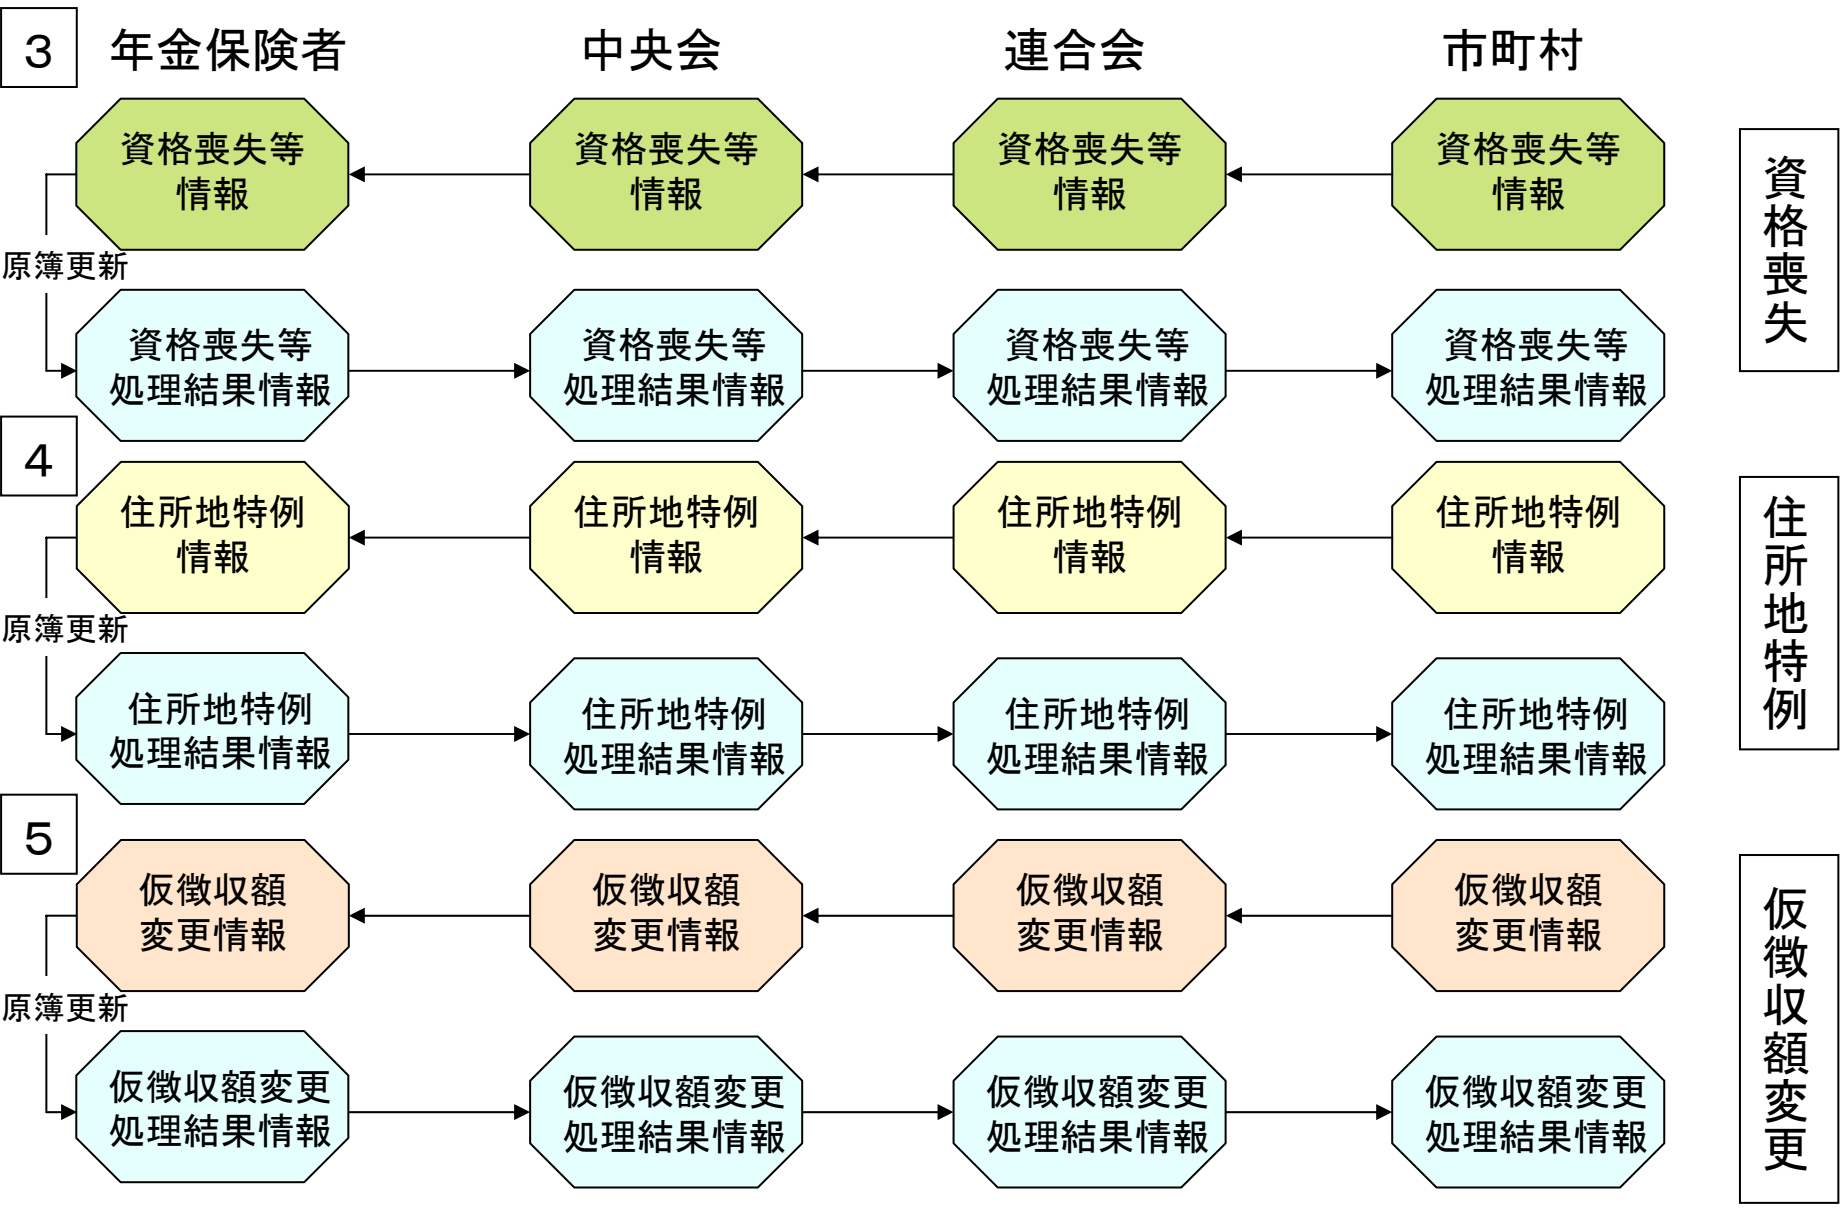 ３
年金保険者
中央会
連合会
市町村
資格喪失等
情報
資格喪失等
情報
資格喪失等
情報
資格喪失等
情報
資格喪失
原簿更新
資格喪失等
処理結果情報
資格喪失等
処理結果情報
資格喪失等
処理結果情報
資格喪失等
処理結果情報
４
住所地特例
情報
住所地特例
情報
住所地特例
情報
住所地特例
情報
住所地特例
原簿更新
住所地特例
処理結果情報
住所地特例
処理結果情報
住所地特例
処理結果情報
住所地特例
処理結果情報
５
仮徴収額
変更情報
仮徴収額
変更情報
仮徴収額
変更情報
仮徴収額
変更情報
仮徴収額変更
原簿更新
仮徴収額変更
処理結果情報
仮徴収額変更
処理結果情報
仮徴収額変更
処理結果情報
仮徴収額変更
処理結果情報